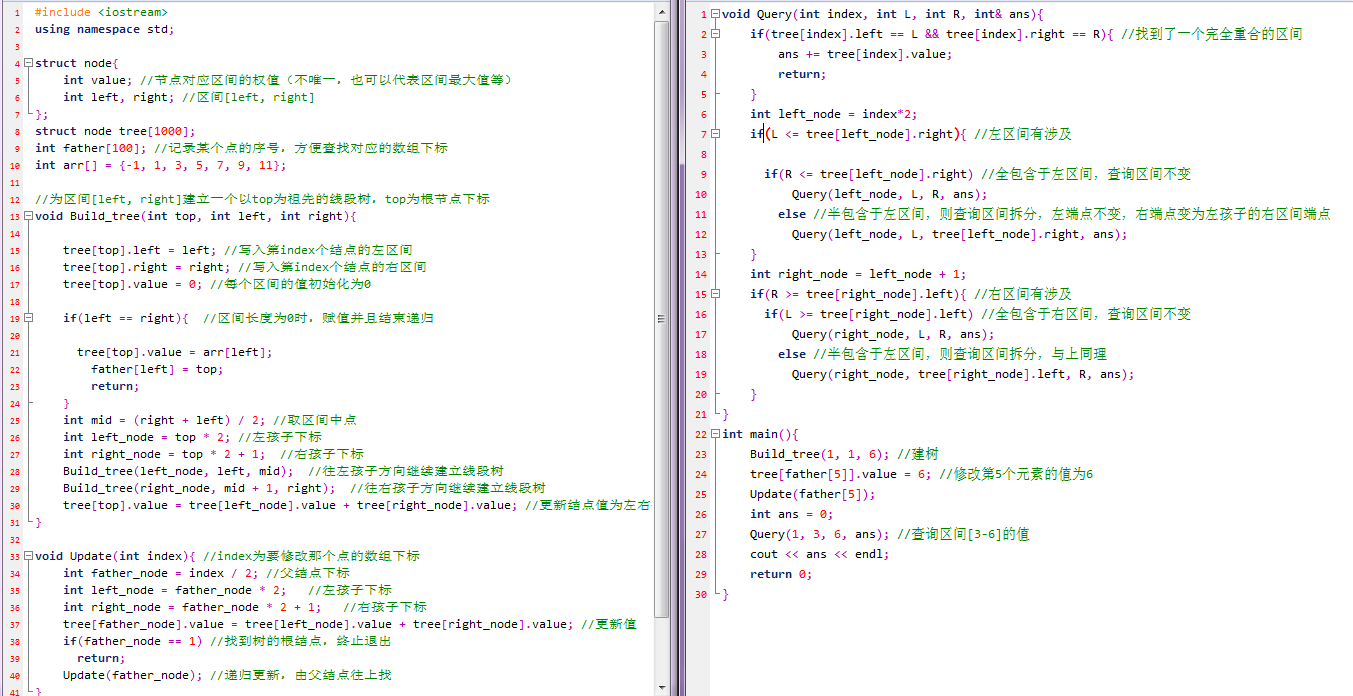 1 #include <iostream>
2 using namespace std;
3
4 struct node{
5 int value; //节点对应区间的权值（不唯一，也可以代表区间最大值等）
6 int left, right; //区间[left, right]
7 };
8 struct node tree[1000];
9 int father[100]; //记录某个点的序号，方便查找对应的数组下标
10 int arr[] = {-1, 1, 3, 5, 7, 9, 11};
11
12 //为区间[left, right]建立一个以top为祖先的线段树，top为根节点下标
13 void Build_tree(int top, int left, int right){
14
15 tree[top].left = left; //写入第index个结点的左区间
16 tree[top].right = right; //写入第index个结点的右区间
17 tree[top].value = 0; //每个区间的值初始化为0
18
19 if(left == right){ //区间长度为0时，赋值并且结束递归
20
21 tree[top].value = arr[left];
22 father[left] = top;
23 return;
24 }
25 int mid = (right + left) / 2; //取区间中点
26 int left_node = top * 2; //左孩子下标
27 int right_node = top * 2 + 1; //右孩子下标
28 Build_tree(left_node, left, mid); //往左孩子方向继续建立线段树
29 Build_tree(right_node, mid + 1, right); //往右孩子方向继续建立线段树
30 tree[top].value = tree[left_node].value + tree[right_node].value; //更新结点值为左右
31 }
32
33 void Update(int index){ //index为要修改那个点的数组下标
34 int father_node = index / 2; //父结点下标
35 int left_node = father_node * 2; //左孩子下标
36 int right_node = father_node * 2 + 1; //右孩子下标
37 tree[father_node].value = tree[left_node].value + tree[right_node].value; //更新值
38 if(father_node == 1) //找到树的根结点，终止退出
39 return;
40 Update(father_node); //递归更新，由父结点往上找
41 }
1 void Query(int index, int L, int R, int& ans){
2 if(tree[index].left == L && tree[index].right == R){ //找到了一个完全重合的区间
3 ans += tree[index].value;
4 return;
5 }
6 int left_node = index*2;
7 if(L <= tree[left_node].right){ //左区间有涉及
8
9 if(R <= tree[left_node].right) //全包含于左区间，查询区间不变
10 Query(left_node, L, R, ans);
11 else //半包含于左区间，则查询区间拆分，左端点不变，右端点变为左孩子的右区间端点
12 Query(left_node, L, tree[left_node].right, ans);
13 }
14 int right_node = left_node + 1;
15 if(R >= tree[right_node].left){ //右区间有涉及
16 if(L >= tree[right_node].left) //全包含于右区间，查询区间不变
17 Query(right_node, L, R, ans);
18 else //半包含于左区间，则查询区间拆分，与上同理
19 Query(right_node, tree[right_node].left, R, ans);
20 }
21 }
22 int main(){
23 Build_tree(1, 1, 6); //建树
24 tree[father[5]].value = 6; //修改第5个元素的值为6
25 Update(father[5]);
26 int ans = 0;
27 Query(1, 3, 6, ans); //查询区间[3-6]的值
28 cout << ans << endl;
29 return 0;
30 }